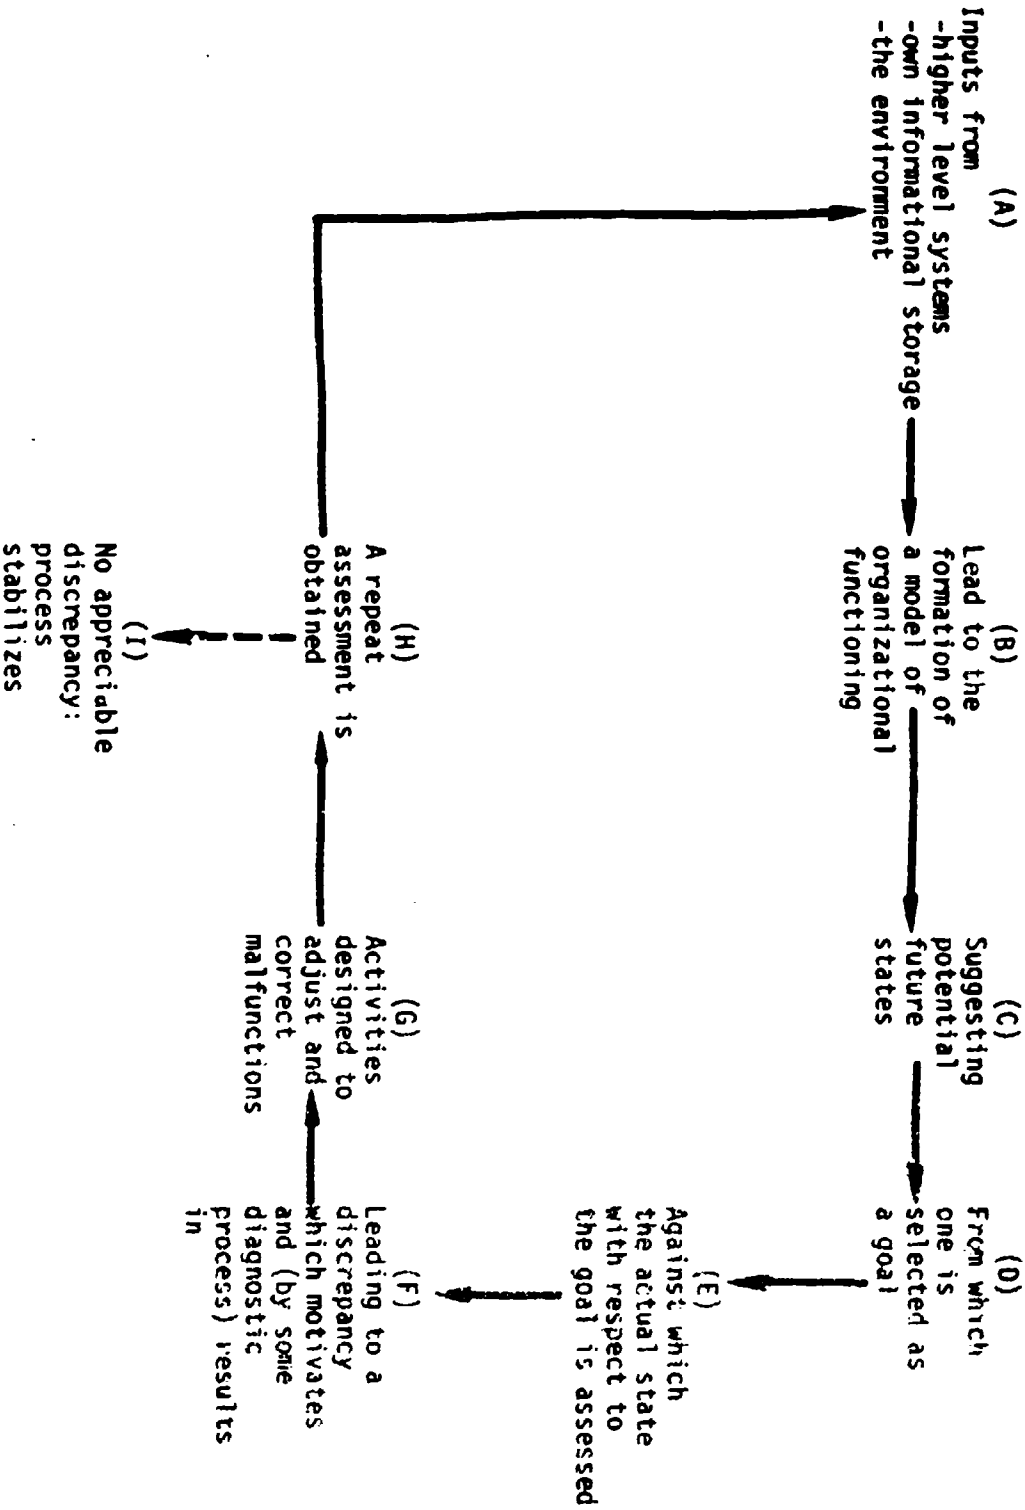 (A)
Inputs from
-higher level systems
-own informational storage
-the environment
(B)
Lead to the
formation of
a model of
organizational
functioning
(C)
Suggesting
potential
future
states
(D)
From which
one is
selected as
a goal
(E)
Against which
the actual state
with respect to
the goal is assessed
(F)
Leading to a
discrepancy
which motivates
and (by some
diagnostic
process) results
in
(G)
Activities
designed to
adjust and
correct
malfunctions
(H)
A repeat
assessment is
obtained
(I)
No appreciable
discrepancy:
process
stabilizes